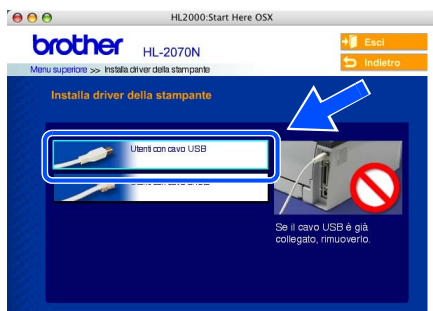 HL2000:Start Here OSX
brother HL-2070N
Esci
Indietro
Menu superiore >> Installa driver della stampante
Installa driver della stampante
Utenti con cavo USB
Se il cavo USB è già
collegato, rimuoverlo.